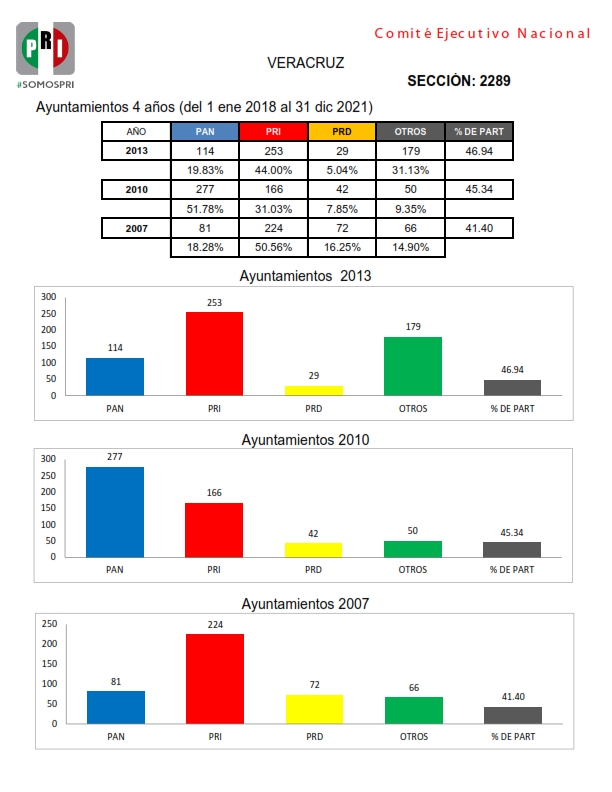 Comité Ejecutivo Nacional
PRI
#SOMOSPRI
VERACRUZ
SECCIÓN: 2289
Ayuntamientos 4 años (del 1 ene 2018 al 31 dic 2021)
AÑO PAN PRI PRD OTROS % DE PART
2013 114 253 29 179 46.94
19.83% 44.00% 5.04% 31.13%
2010 277 166 42 50 45.34
51.78% 31.03% 7.85% 9.35%
2007 81 224 72 66 41.40
18.28% 50.56% 16.25% 14.90%
Ayuntamientos 2013
300
250
200
150
100
50
0
114 253 29 179 46.94
PAN PRI PRD OTROS % DE PART
Ayuntamientos 2010
300
250
200
150
100
50
0
277 166 42 50 45.34
PAN PRI PRD OTROS % DE PART
Ayuntamientos 2007
250
200
150
100
50
0
81 224 72 66 41.40
PAN PRI PRD OTROS % DE PART